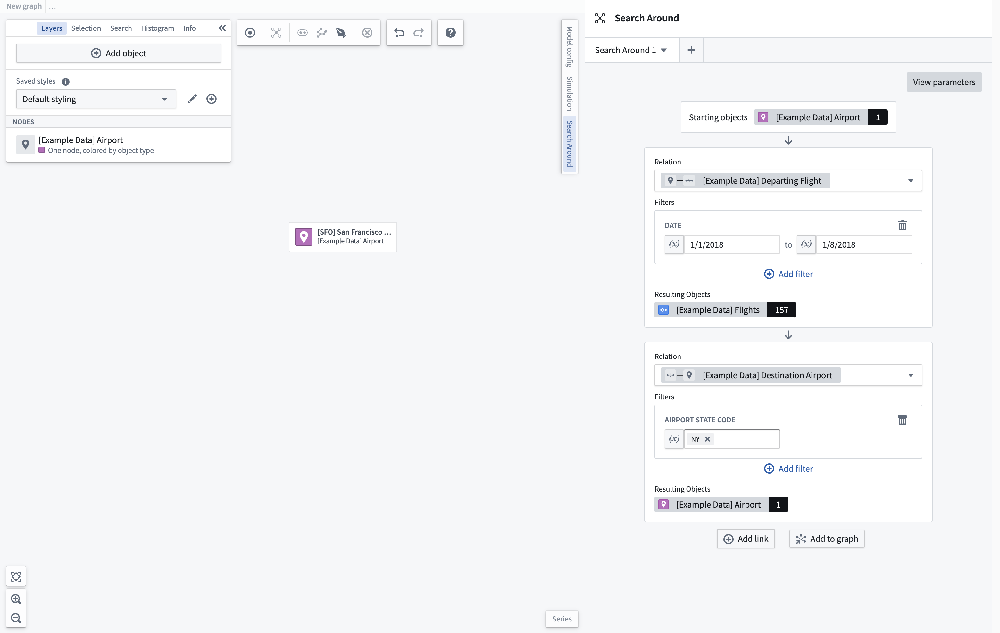 New graph ...
Layers Selection Search Histogram Info
Add object
Saved styles
Default styling
NODES
[Example Data] Airport
One node, colored by object type
[SFO] San Francisco ...
[Example Data] Airport
Model config
Simulation
Search Around
Series
Search Around
Search Around 1
View parameters
Starting objects [Example Data] Airport 1
Relation
[Example Data] Departing Flight
Filters
DATE
(x) 1/1/2018 to (x) 1/8/2018
Add filter
Resulting Objects
[Example Data] Flights 157
Relation
[Example Data] Destination Airport
Filters
AIRPORT STATE CODE
(x) NY
Add filter
Resulting Objects
[Example Data] Airport 1
Add link Add to graph